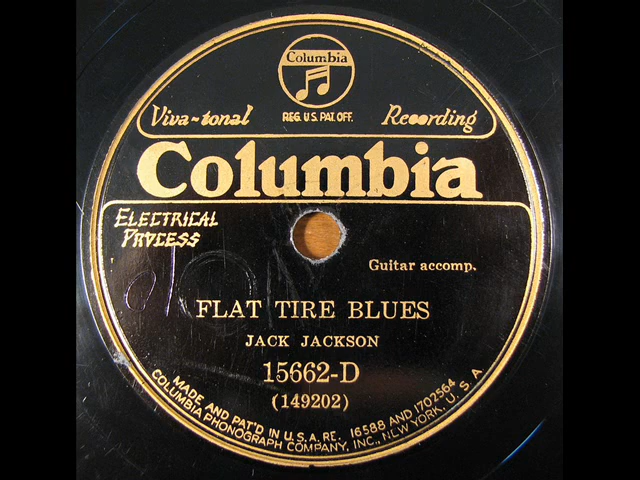 Columbia
Viva-tonal REG. U.S. PAT. OFF. Recording
Columbia
ELECTRICAL
PROCESS
Guitar accomp.
FLAT TIRE BLUES
JACK JACKSON
15662-D
(149202)
MADE AND PAT'D IN U.S.A. RE. 16588 AND 1702564
COLUMBIA PHONOGRAPH COMPANY, INC., NEW YORK, U. S. A